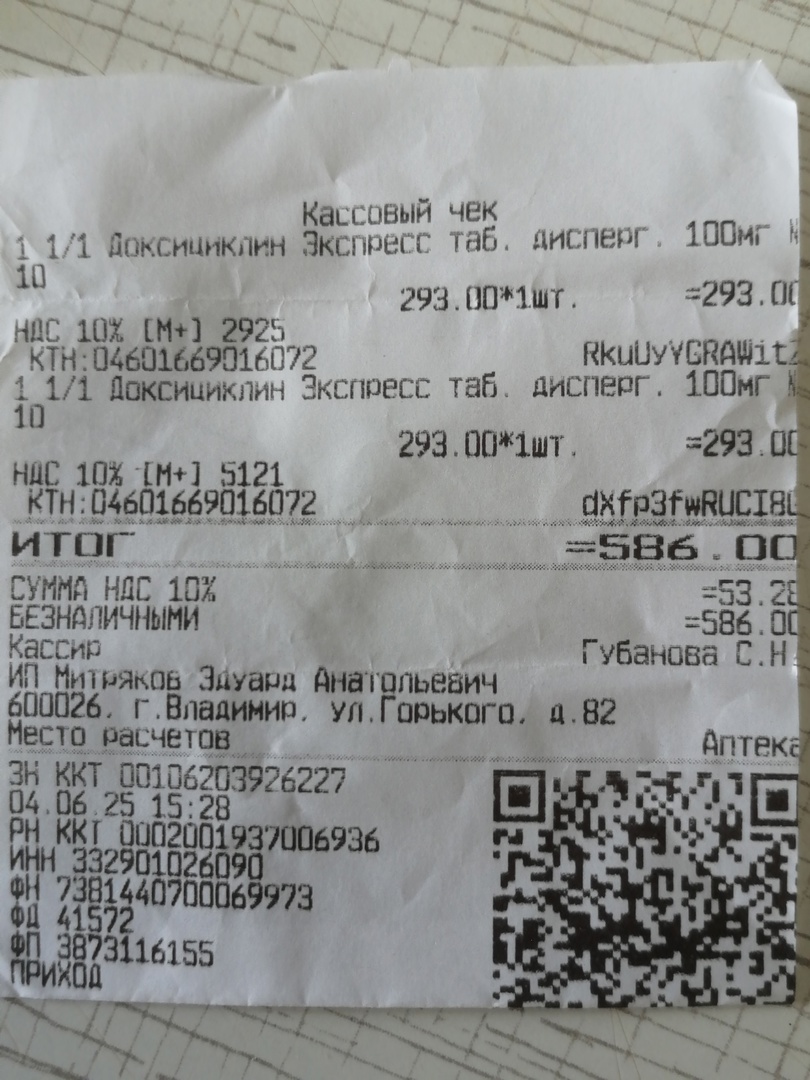 Кассовый чек
1 1/1 Доксициклин Экспресс таб. дисперг. 100мг N
10
293.00*1шт. =293.00
НДС 10% [М+] 2925
КТН:04601669016072 RkuUyYGRAWit
1 1/1 Доксициклин Экспресс таб. дисперг. 100мг N
10
293.00*1шт. =293.00
НДС 10% [М+] 5121
КТН:04601669016072 dXfp3fwRUCI8
ИТОГ =586.00
СУММА НДС 10% =53.28
БЕЗНАЛИЧНЫМИ =586.00
Кассир Губанова С.Н.
ИП Митряков Эдуард Анатольевич
600026, г.Владимир, ул.Горького, д.82
Место расчетов Аптека
ЗН ККТ 00106203926227
04.06.25 15:28
РН ККТ 0002001937006936
ИНН 332901026090
ФН 7381440700069973
ФД 41572
ФП 3873116155
ПРИХОД